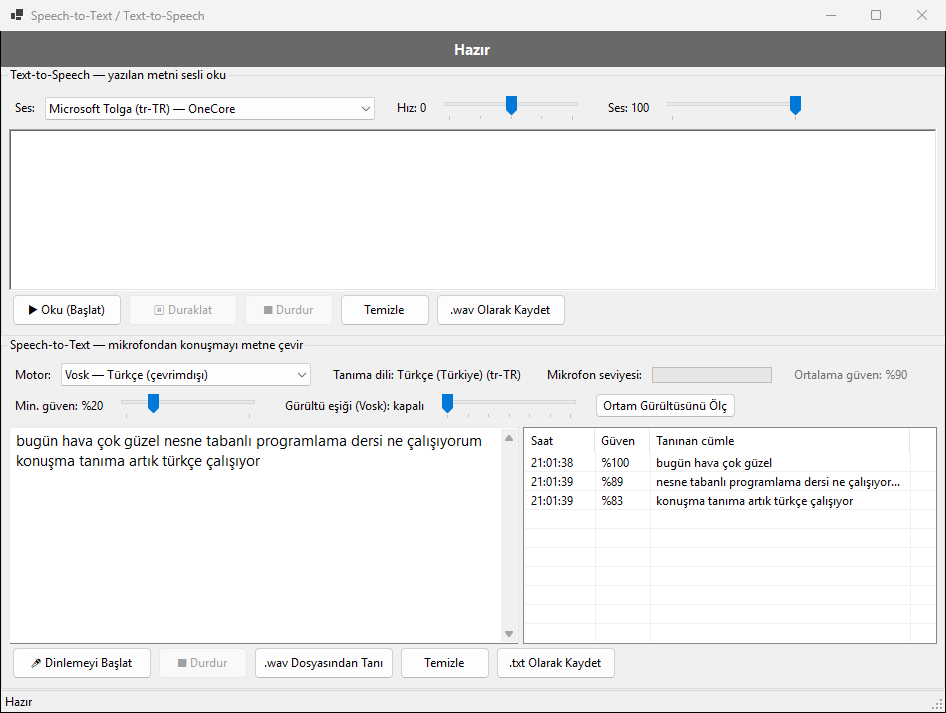 Speech-to-Text / Text-to-Speech
Hazır
Text-to-Speech — yazılan metni sesli oku
Ses: Microsoft Tolga (tr-TR) — OneCore Hız: 0 Ses: 100
Oku (Başlat) Duraklat Durdur Temizle .wav Olarak Kaydet
Speech-to-Text — mikrofondan konuşmayı metne çevir
Motor: Vosk — Türkçe (çevrimdışı) Tanıma dili: Türkçe (Türkiye) (tr-TR) Mikrofon seviyesi: Ortalama güven: %90
Min. güven: %20 Gürültü eşiği (Vosk): kapalı Ortam Gürültüsünü Ölç
bugün hava çok güzel nesne tabanlı programlama dersi ne çalışıyorum
konuşma tanıma artık türkçe çalışıyor
Saat Güven Tanınan cümle
21:01:38 %100 bugün hava çok güzel
21:01:39 %89 nesne tabanlı programlama dersi ne çalışıyor...
21:01:39 %83 konuşma tanıma artık türkçe çalışıyor
Dinlemeyi Başlat Durdur .wav Dosyasından Tanı Temizle .txt Olarak Kaydet
Hazır